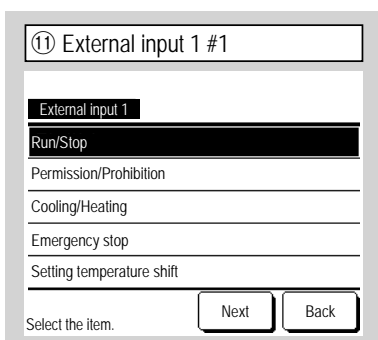 ⑪ External input 1 #1
External input 1
Run/Stop
Permission/Prohibition
Cooling/Heating
Emergency stop
Setting temperature shift
Select the item.
Next
Back